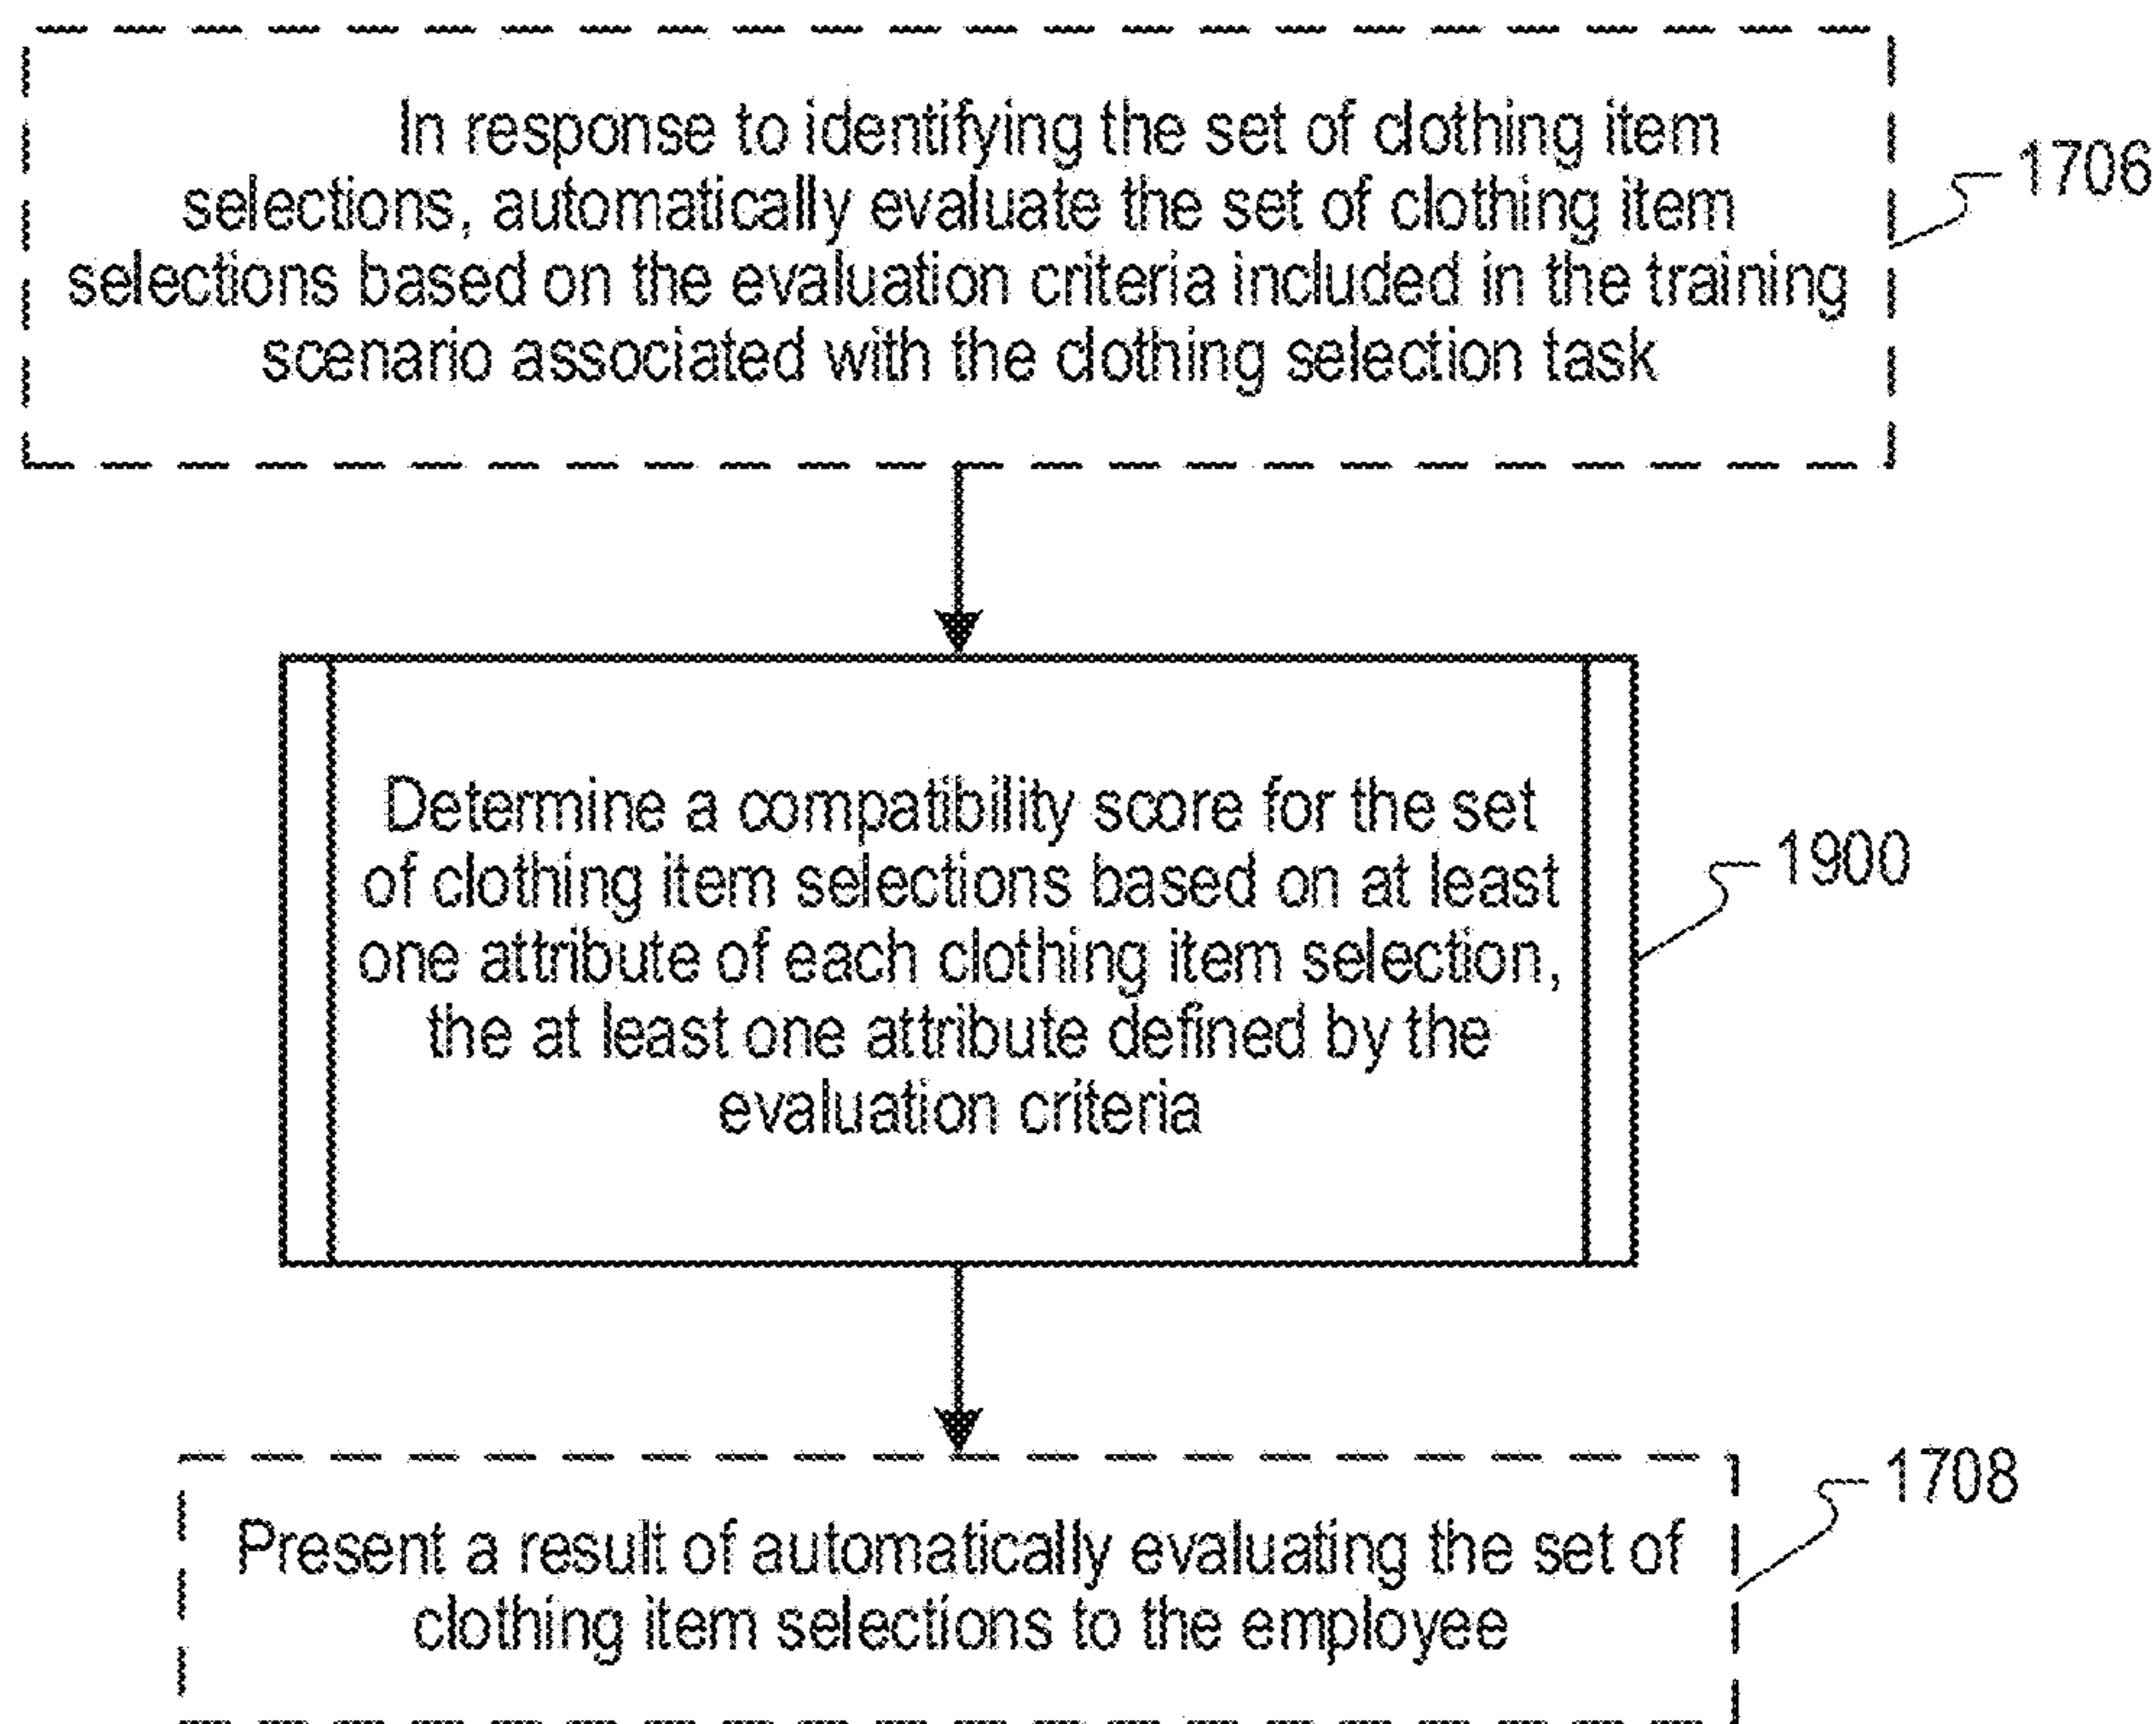 In response to identifying the set of clothing item
selections, automatically evaluate the set of clothing item
selections based on the evaluation criteria included in the training
scenario associated with the clothing selection task
1706
Determine a compatibility score for the set
of clothing item selections based on at least
one attribute of each clothing item selection,
the at least one attribute defined by the
evaluation criteria
1900
Present a result of automatically evaluating the set of
clothing item selections to the employee
1708